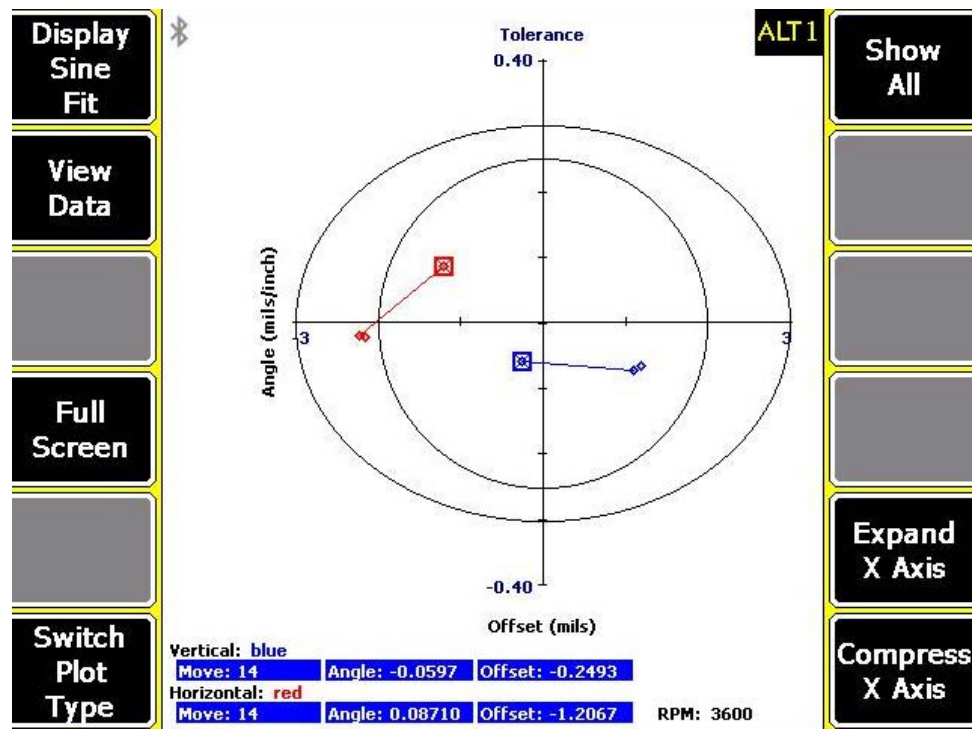 Display
Sine
Fit
View
Data
Full
Screen
Switch
Plot
Type
Tolerance
0.40
ALT1
Angle (mils/inch)
-3
3
-0.40
Offset (mils)
Vertical: blue
Move: 14 Angle: -0.0597 Offset: -0.2493
Horizontal: red
Move: 14 Angle: 0.08710 Offset: -1.2067 RPM: 3600
Show
All
Expand
X Axis
Compress
X Axis